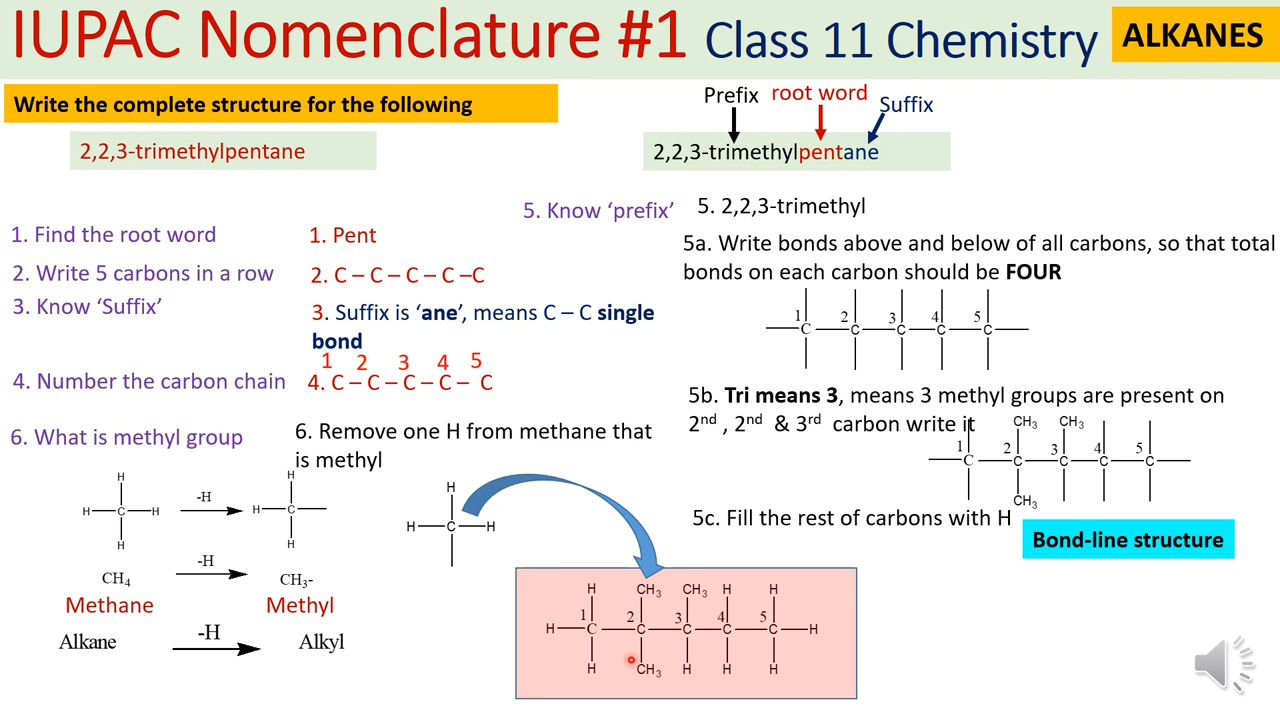 IUPAC Nomenclature #1 Class 11 Chemistry ALKANES
Write the complete structure for the following
2,2,3-trimethylpentane
Prefix root word Suffix
2,2,3-trimethylpentane
1. Find the root word
2. Write 5 carbons in a row
3. Know ‘Suffix’
4. Number the carbon chain
6. What is methyl group
1. Pent
2. C – C – C – C –C
3. Suffix is ‘ane’, means C – C single
bond
1 2 3 4 5
4. C – C – C – C – C
6. Remove one H from methane that
is methyl
5. Know ‘prefix’
5. 2,2,3-trimethyl
5a. Write bonds above and below of all carbons, so that total
bonds on each carbon should be FOUR
1 2 3 4 5
C C C C C
5b. Tri means 3, means 3 methyl groups are present on
2nd , 2nd & 3rd carbon write it
CH3 CH3
1 2 3 4 5
C C C C C
CH3
5c. Fill the rest of carbons with H
Bond-line structure
H
H C H
H
-H
H
H C
H
CH4
-H
CH3-
Methane
Methyl
Alkane
-H
Alkyl
H
H C H
H CH3 CH3 H H
1 2 3 4 5
H C C C C C H
H CH3 H H H